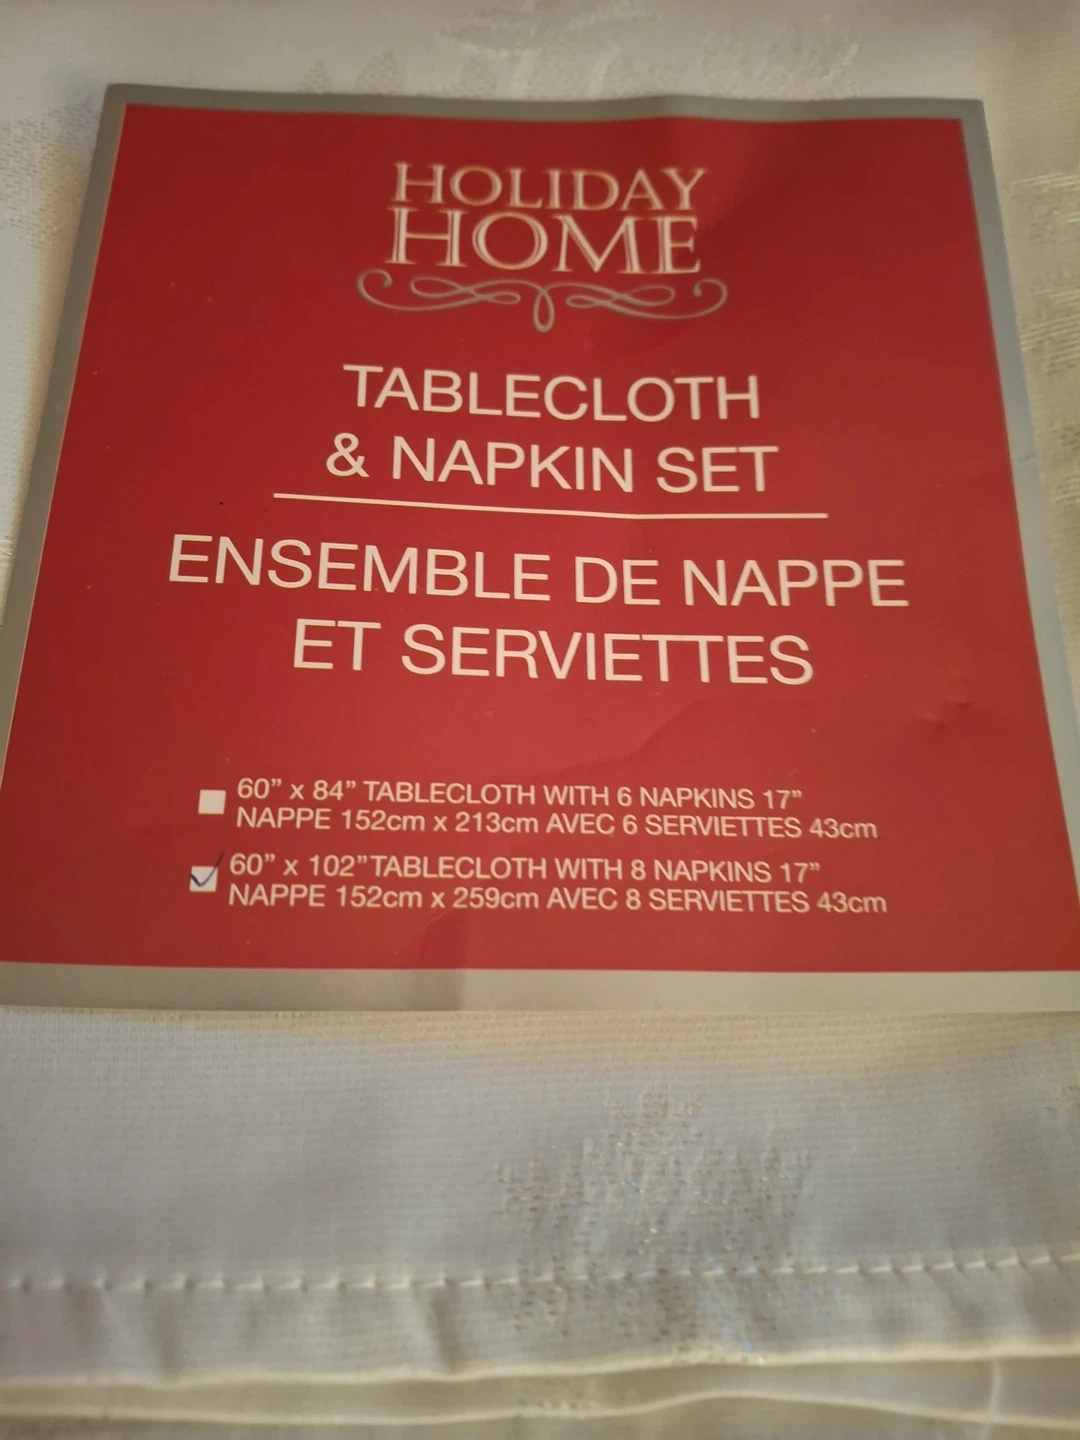 HOLIDAY
HOME
TABLECLOTH
& NAPKIN SET
ENSEMBLE DE NAPPE
ET SERVIETTES
60” x 84” TABLECLOTH WITH 6 NAPKINS 17”
NAPPE 152cm x 213cm AVEC 6 SERVIETTES 43cm
60” x 102” TABLECLOTH WITH 8 NAPKINS 17”
NAPPE 152cm x 259cm AVEC 8 SERVIETTES 43cm